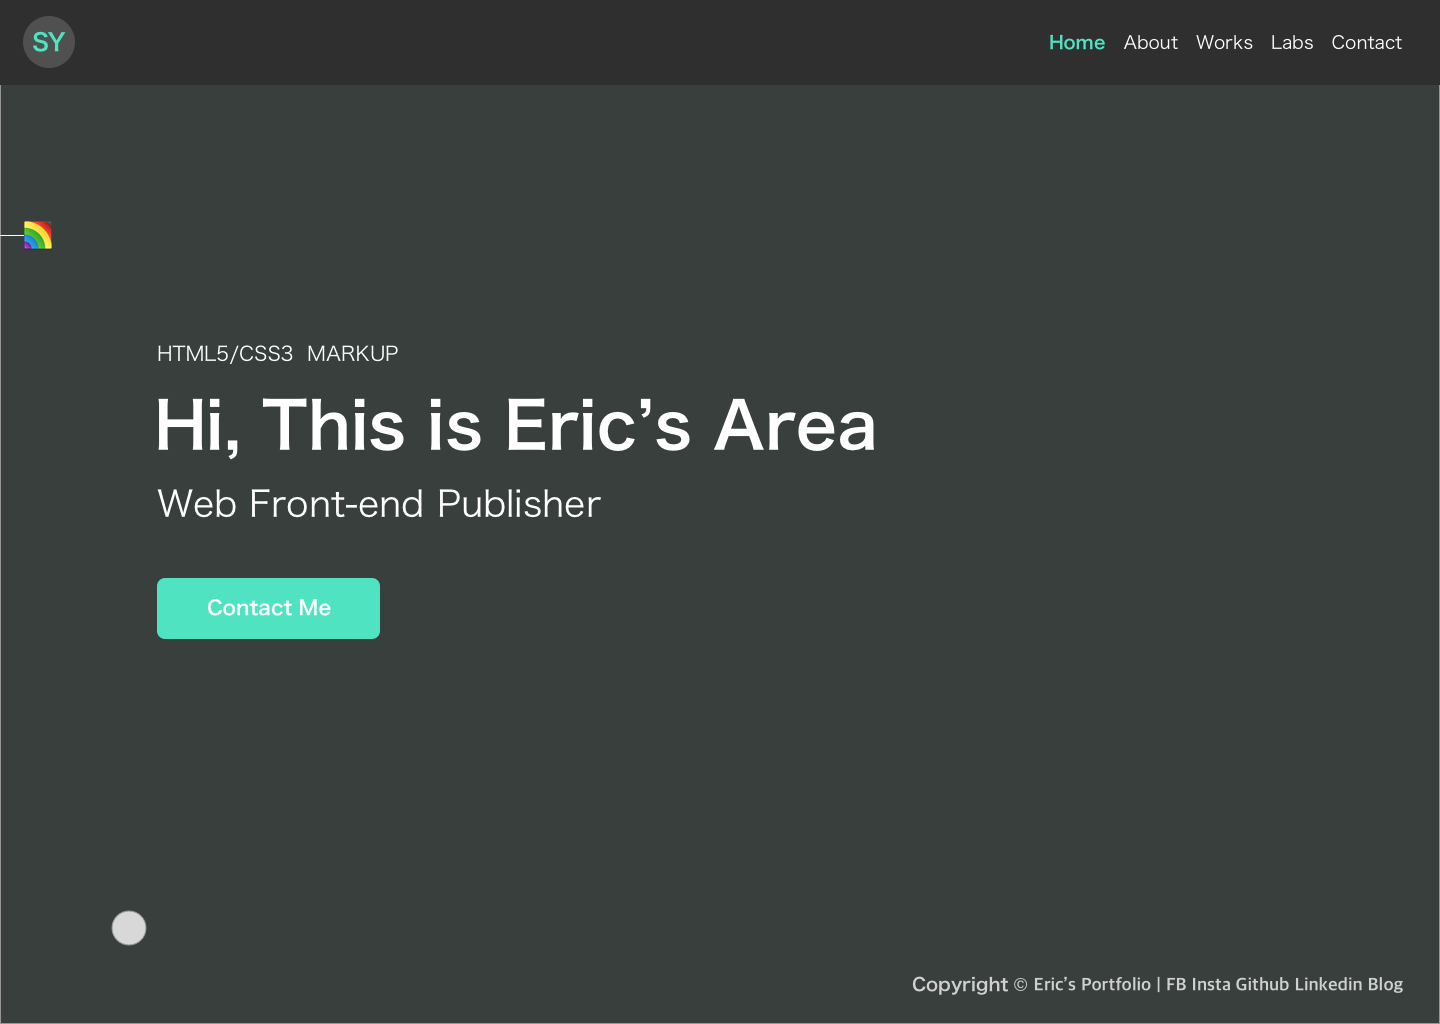 SY
Home About Works Labs Contact
HTML5/CSS3 MARKUP
Hi, This is Eric’s Area
Web Front-end Publisher
Contact Me
Copyright © Eric’s Portfolio | FB Insta Github Linkedin Blog